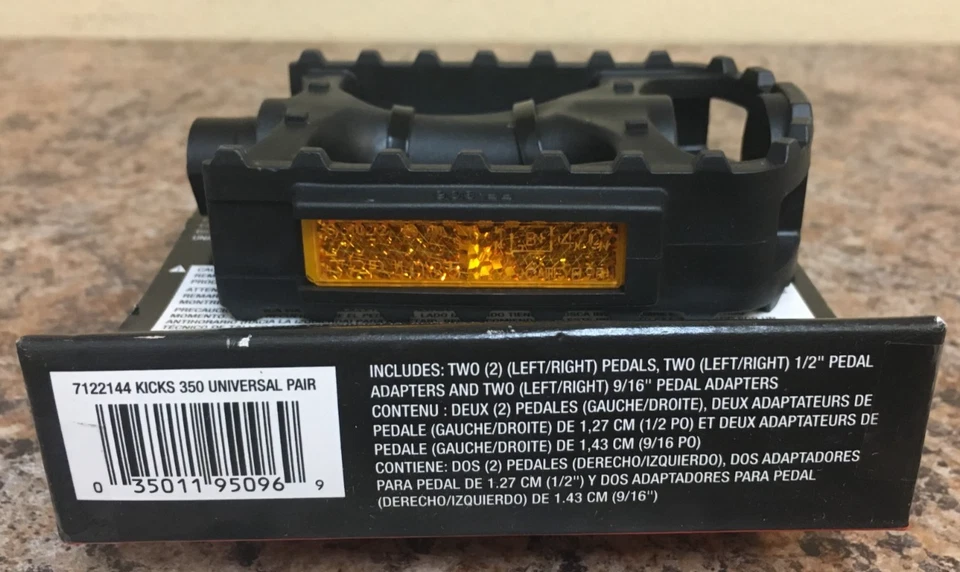 470
7122144 KICKS 350 UNIVERSAL PAIR
0 35011 95096 9
INCLUDES: TWO (2) (LEFT/RIGHT) PEDALS, TWO (LEFT/RIGHT) 1/2" PEDAL
ADAPTERS AND TWO (LEFT/RIGHT) 9/16" PEDAL ADAPTERS
CONTENU : DEUX (2) PEDALES (GAUCHE/DROITE), DEUX ADAPTATEURS DE
PEDALE (GAUCHE/DROITE) DE 1,27 CM (1/2 PO) ET DEUX ADAPTATEURS DE
PEDALE (GAUCHE/DROITE) DE 1,43 CM (9/16 PO)
CONTIENE: DOS (2) PEDALES (DERECHO/IZQUIERDO), DOS ADAPTADORES
PARA PEDAL DE 1.27 CM (1/2") Y DOS ADAPTADORES PARA PEDAL
(DERECHO/IZQUIERDO) DE 1.43 CM (9/16")